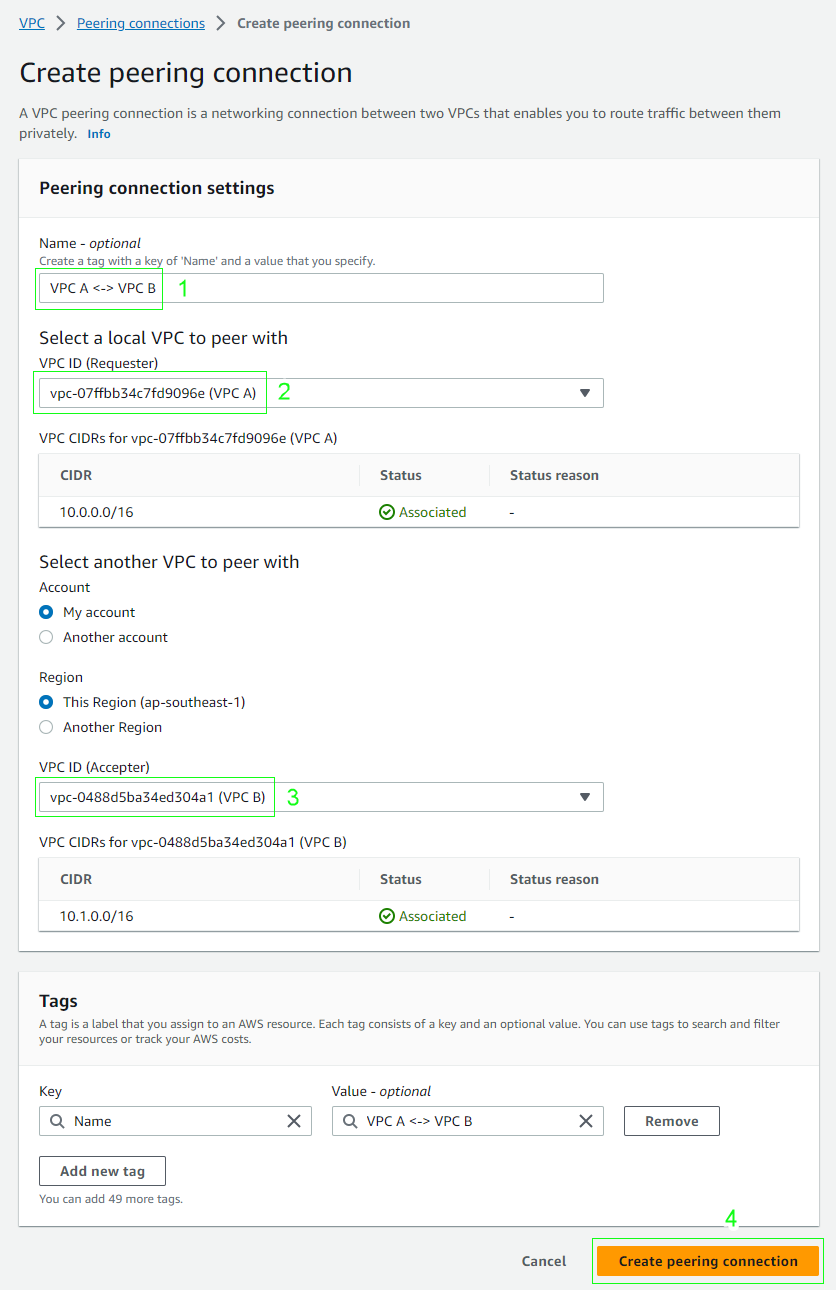 VPC > Peering connections > Create peering connection
Create peering connection
A VPC peering connection is a networking connection between two VPCs that enables you to route traffic between them
privately. Info
Peering connection settings
Name - optional
Create a tag with a key of 'Name' and a value that you specify.
VPC A <-> VPC B 1
Select a local VPC to peer with
VPC ID (Requester)
vpc-07ffbb34c7fd9096e (VPC A) 2
VPC CIDRs for vpc-07ffbb34c7fd9096e (VPC A)
CIDR Status Status reason
10.0.0.0/16 Associated -
Select another VPC to peer with
Account
My account
Another account
Region
This Region (ap-southeast-1)
Another Region
VPC ID (Accepter)
vpc-0488d5ba34ed304a1 (VPC B) 3
VPC CIDRs for vpc-0488d5ba34ed304a1 (VPC B)
CIDR Status Status reason
10.1.0.0/16 Associated -
Tags
A tag is a label that you assign to an AWS resource. Each tag consists of a key and an optional value. You can use tags to search and filter
your resources or track your AWS costs.
Key Value - optional
Name VPC A <-> VPC B Remove
Add new tag
You can add 49 more tags.
4
Cancel Create peering connection